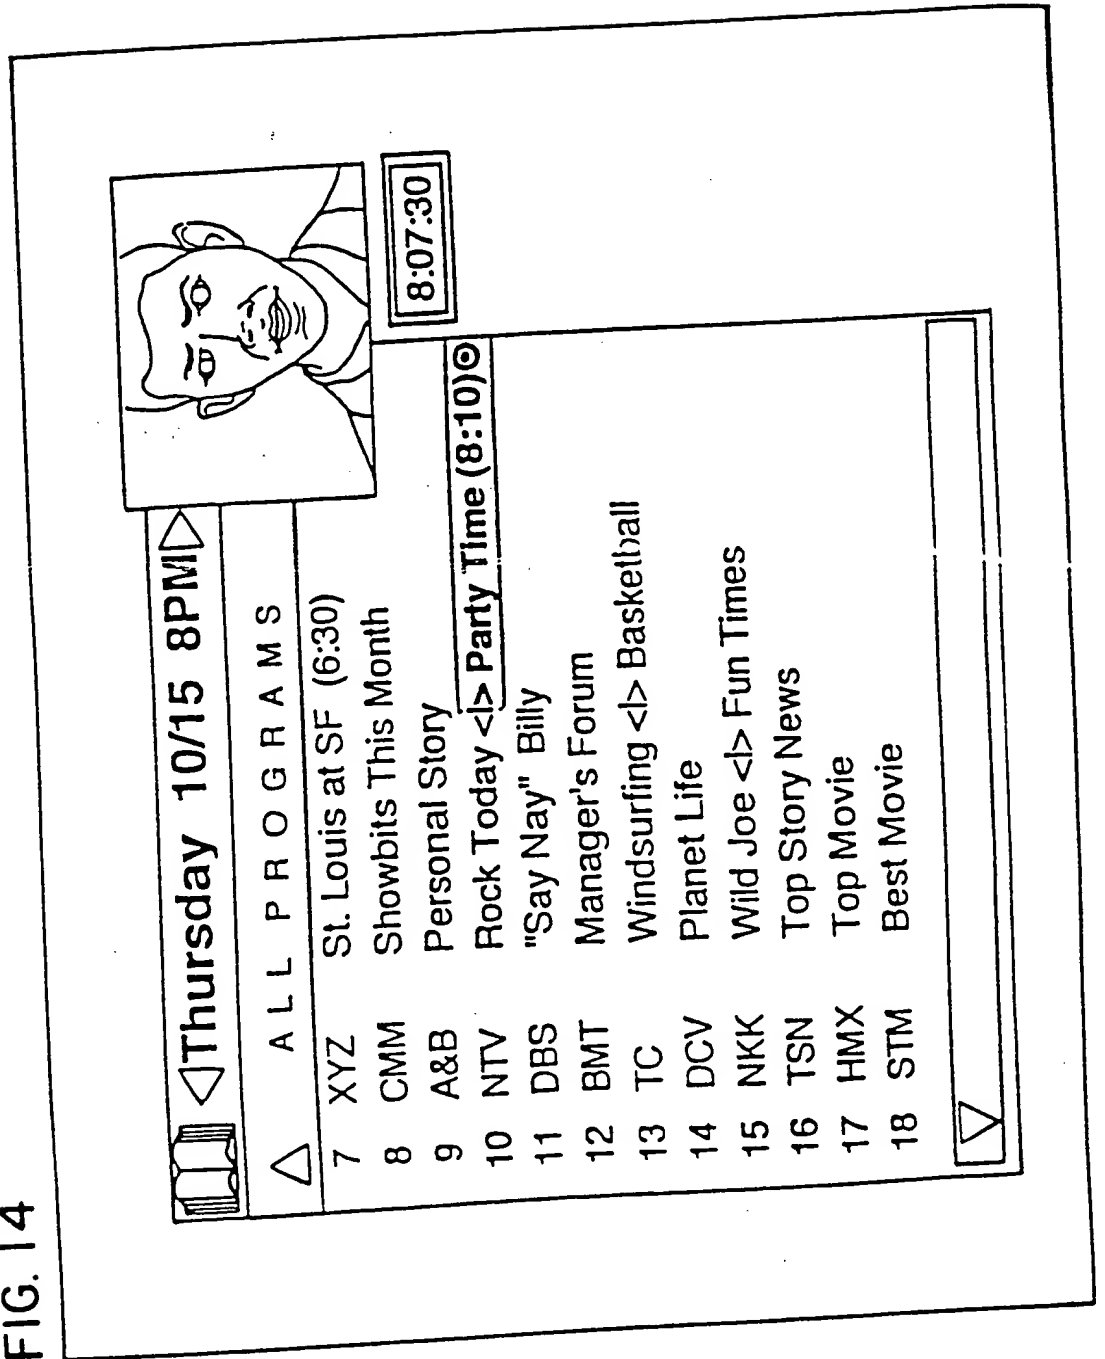 FIG. 14
◁Thursday 10/15 8PM▷
ALL PROGRAMS
7 XYZ St. Louis at SF (6:30)
8 CMM Showbits This Month
9 A&B Personal Story
10 NTV Rock Today <|> Party Time (8:10)
11 DBS "Say Nay" Billy
12 BMT Manager's Forum
13 TC Windsurfing <|> Basketball
14 DCV Planet Life
15 NKK Wild Joe <|> Fun Times
16 TSN Top Story News
17 HMX Top Movie
18 STM Best Movie
8:07:30